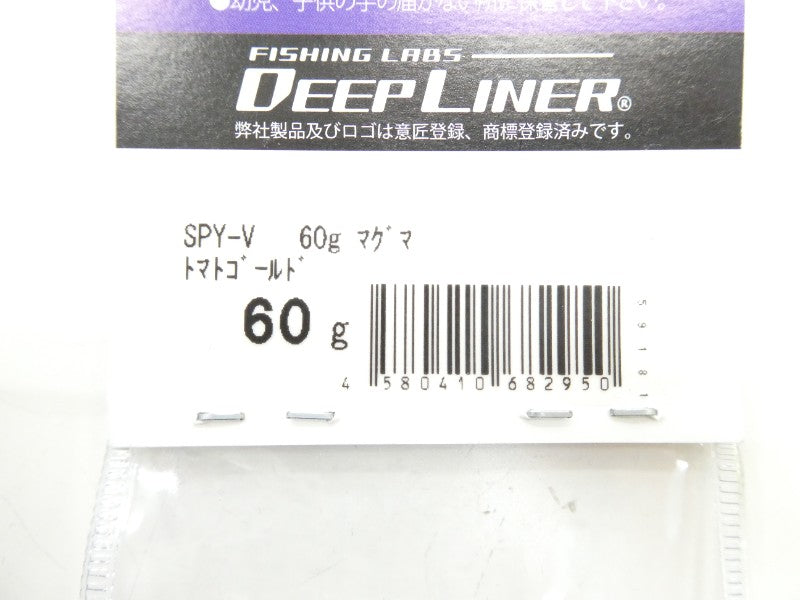 FISHING LABS
DEEP LINER®
弊社製品及びロゴは意匠登録、商標登録済みです。
SPY-V 60g ﾏｸﾞﾏ
ﾄﾏﾄｺﾞｰﾙﾄﾞ
60 g
4 580410 682950
59181